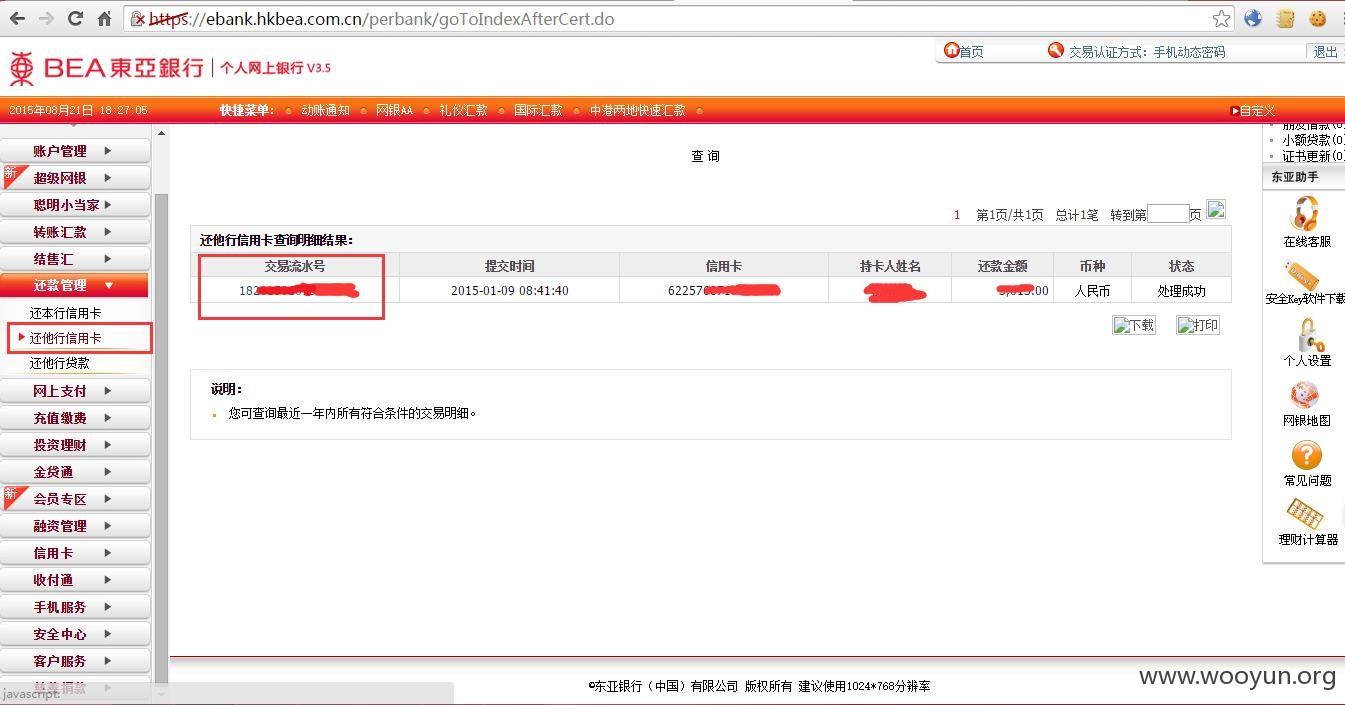 https://ebank.hkbea.com.cn/perbank/goToIndexAfterCert.do
BEA東亞銀行 | 个人网上银行 V3.5
首页
交易认证方式：手机动态密码
退出
2015年08月21日 18:27:05
快捷菜单：
动账通知
网银AA
礼仪汇款
国际汇款
中港两地快速汇款
自定义
账户管理
新
超级网银
聪明小当家
转账汇款
结售汇
还款管理
还本行信用卡
还他行信用卡
还他行贷款
网上支付
充值缴费
投资理财
金贷通
新
会员专区
融资管理
信用卡
收付通
手机服务
安全中心
客户服务
javascript:
查 询
1 第1页/共1页 总计1笔 转到第 页
还他行信用卡查询明细结果：
交易流水号 提交时间 信用卡 持卡人姓名 还款金额 币种 状态
18 2015-01-09 08:41:40 62257 .00 人民币 处理成功
下载
打印
说明：
您可查询最近一年内所有符合条件的交易明细。
小额贷款(0
证书更新(0
东亚助手
在线客服
安全Key软件下载
个人设置
网银地图
常见问题
理财计算器
©东亚银行（中国）有限公司 版权所有 建议使用1024*768分辨率
www.wooyun.org